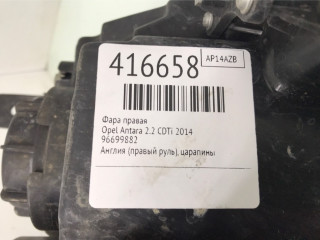 AP14AZB
416658
Фара правая
Opel Antara 2.2 CDTi 2014
96699882
Англия (правый руль), царапины